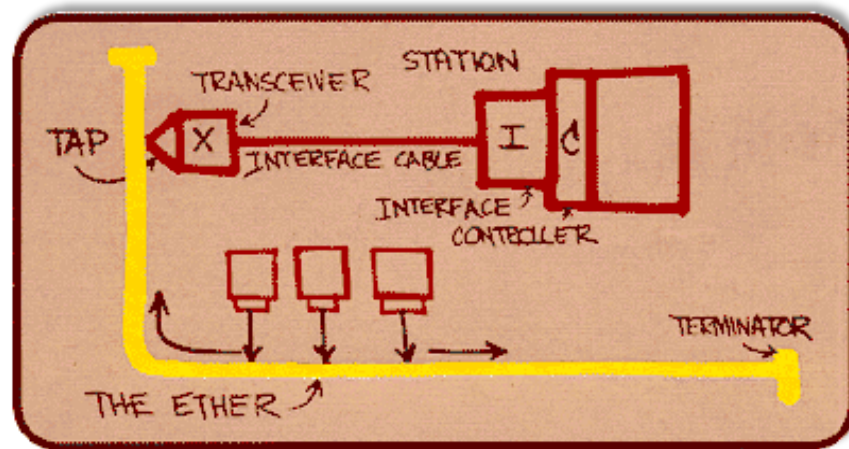 STATION
TRANSCEIVER
TAP
X
I
C
INTERFACE CABLE
INTERFACE
CONTROLLER
TERMINATOR
THE ETHER